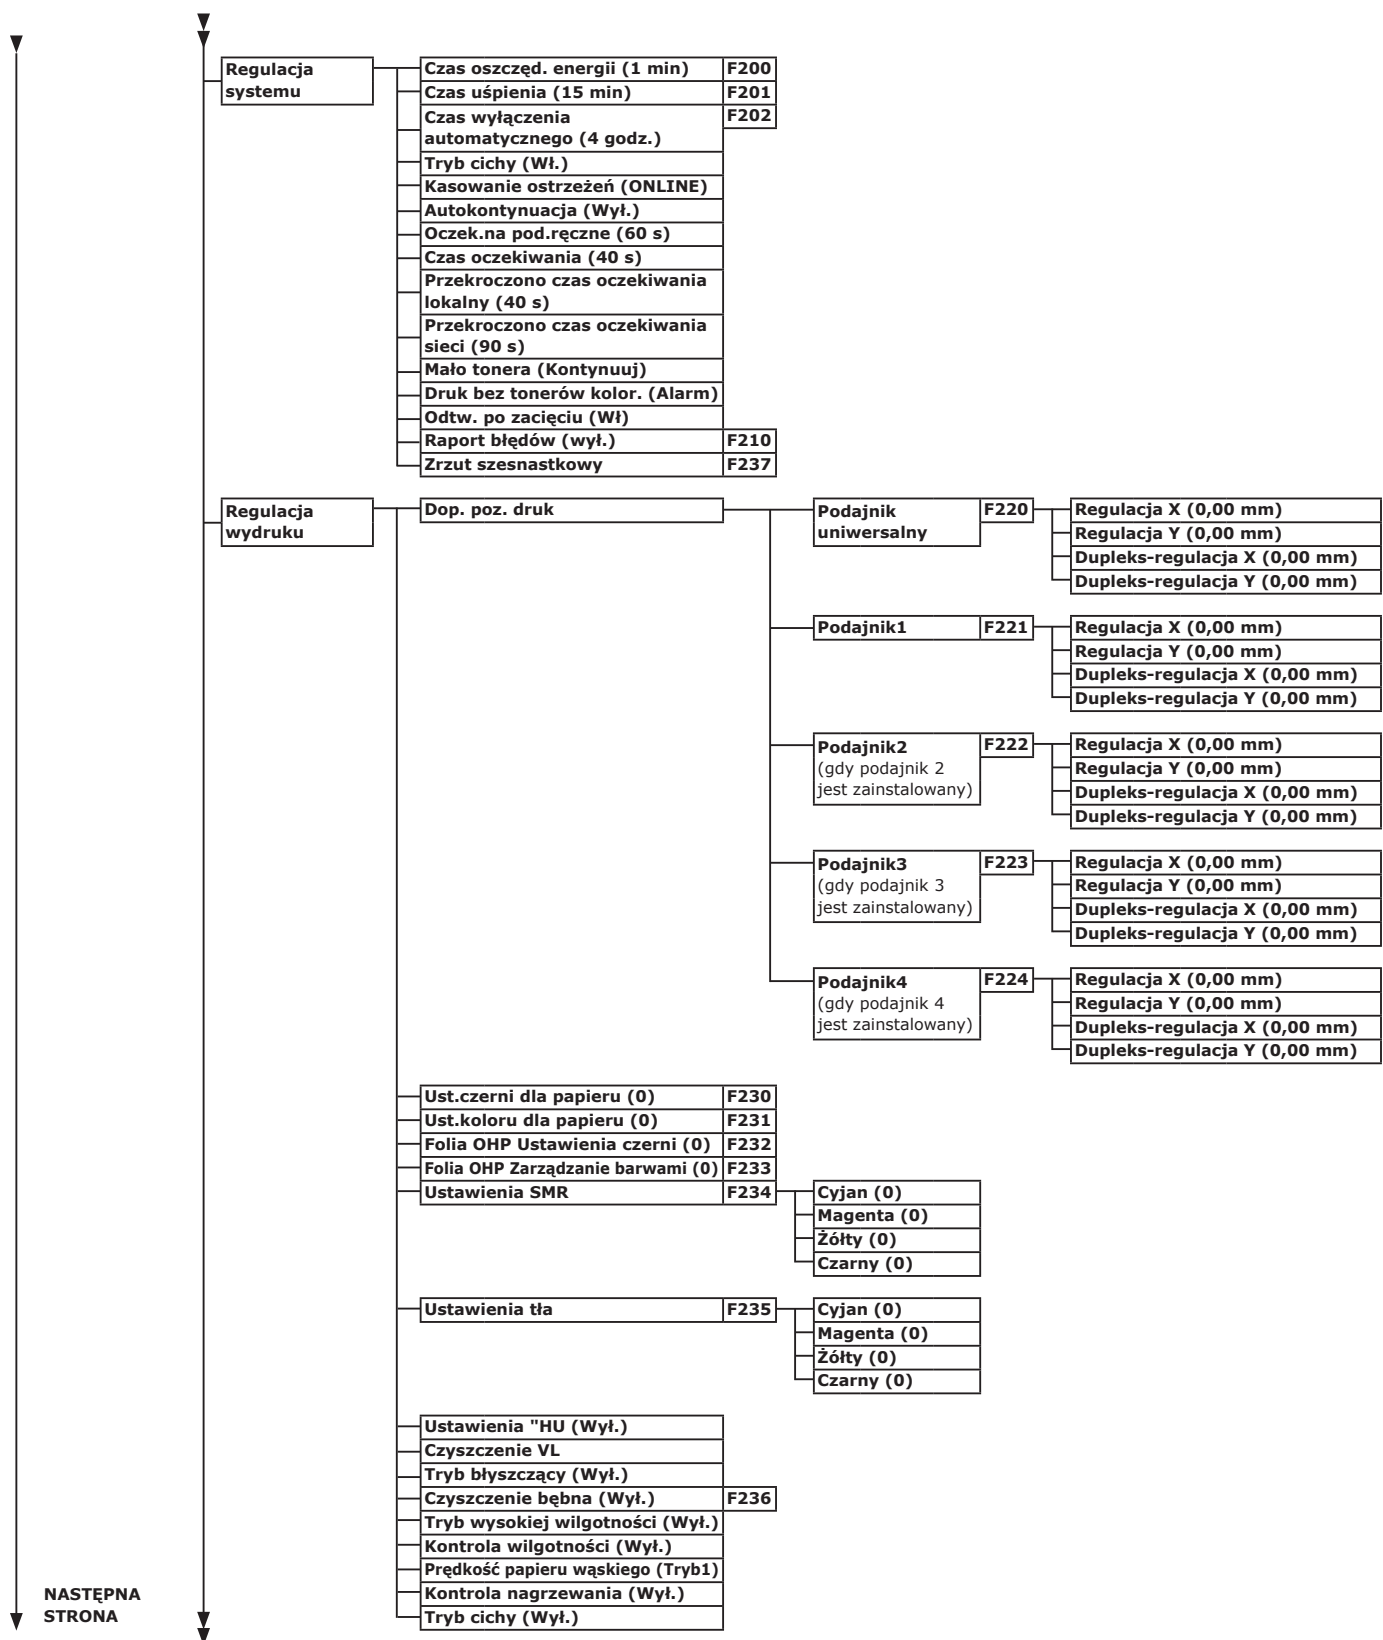 Regulacja
systemu
Czas oszczęd. energii (1 min) F200
Czas uśpienia (15 min) F201
Czas wyłączenia F202
automatycznego (4 godz.)
Tryb cichy (Wł.)
Kasowanie ostrzeżeń (ONLINE)
Autokontynuacja (Wył.)
Oczek.na pod.ręczne (60 s)
Czas oczekiwania (40 s)
Przekroczono czas oczekiwania
lokalny (40 s)
Przekroczono czas oczekiwania
sieci (90 s)
Mało tonera (Kontynuuj)
Druk bez tonerów kolor. (Alarm)
Odtw. po zacięciu (Wł)
Raport błędów (wył.) F210
Zrzut szesnastkowy F237
Regulacja
wydruku
Dop. poz. druk
Podajnik F220
uniwersalny
Regulacja X (0,00 mm)
Regulacja Y (0,00 mm)
Dupleks-regulacja X (0,00 mm)
Dupleks-regulacja Y (0,00 mm)
Podajnik1 F221
Regulacja X (0,00 mm)
Regulacja Y (0,00 mm)
Dupleks-regulacja X (0,00 mm)
Dupleks-regulacja Y (0,00 mm)
Podajnik2 F222
(gdy podajnik 2
jest zainstalowany)
Regulacja X (0,00 mm)
Regulacja Y (0,00 mm)
Dupleks-regulacja X (0,00 mm)
Dupleks-regulacja Y (0,00 mm)
Podajnik3 F223
(gdy podajnik 3
jest zainstalowany)
Regulacja X (0,00 mm)
Regulacja Y (0,00 mm)
Dupleks-regulacja X (0,00 mm)
Dupleks-regulacja Y (0,00 mm)
Podajnik4 F224
(gdy podajnik 4
jest zainstalowany)
Regulacja X (0,00 mm)
Regulacja Y (0,00 mm)
Dupleks-regulacja X (0,00 mm)
Dupleks-regulacja Y (0,00 mm)
Ust.czerni dla papieru (0) F230
Ust.koloru dla papieru (0) F231
Folia OHP Ustawienia czerni (0) F232
Folia OHP Zarządzanie barwami (0) F233
Ustawienia SMR F234
Cyjan (0)
Magenta (0)
Żółty (0)
Czarny (0)
Ustawienia tła F235
Cyjan (0)
Magenta (0)
Żółty (0)
Czarny (0)
Ustawienia "HU (Wył.)
Czyszczenie VL
Tryb błyszczący (Wył.)
Czyszczenie bębna (Wył.) F236
Tryb wysokiej wilgotności (Wył.)
Kontrola wilgotności (Wył.)
Prędkość papieru wąskiego (Tryb1)
Kontrola nagrzewania (Wył.)
Tryb cichy (Wył.)
NASTĘPNA
STRONA